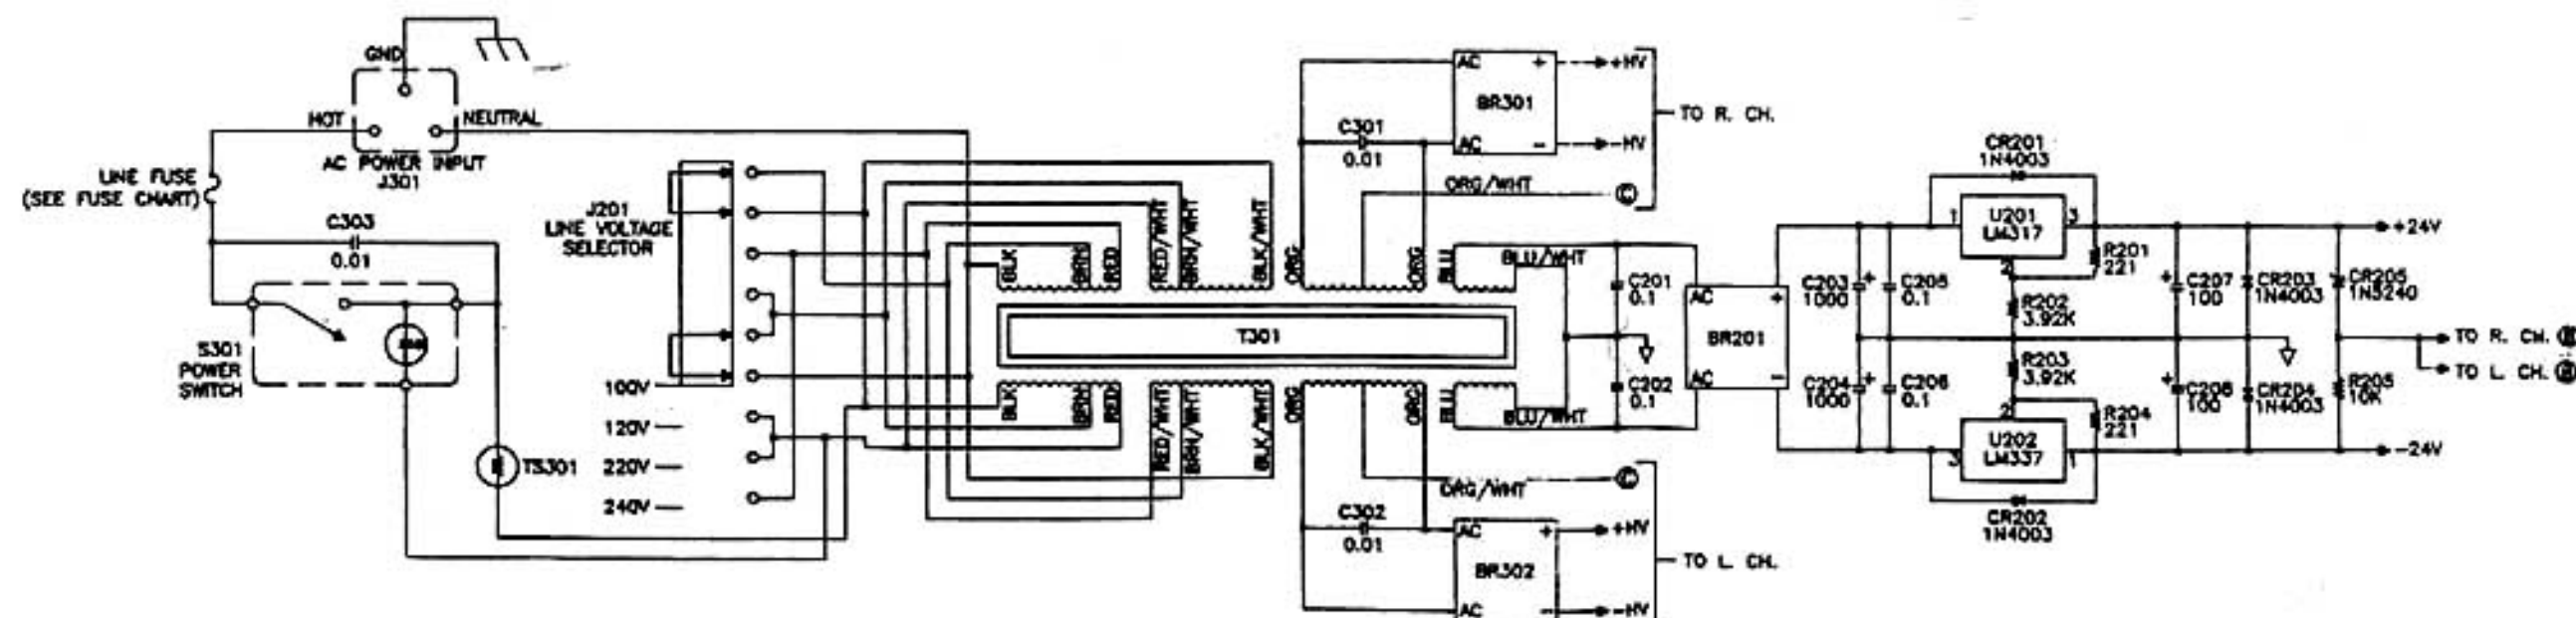 GND
HOT
NEUTRAL
AC POWER INPUT
J301
LINE FUSE
(SEE FUSE CHART)
C303
0.01
S301
POWER
SWITCH
TS301
J201
LINE VOLTAGE
SELECTOR
100V
120V
220V
240V
BLK
BRN
RED
RED/WHT
BRN/WHT
BLK/WHT
ORG
ORG
BLU
BLU/WHT
T301
BLK
BRN
RED
RED/WHT
BRN/WHT
BLK/WHT
ORG
ORG
BLU
BLU/WHT
C301
0.01
AC
+
BR301
AC
-
+HV
-HV
TO R. CH.
ORG/WHT
C
ORG/WHT
C
C302
0.01
AC
+
BR302
AC
-
+HV
-HV
TO L. CH.
C201
0.1
C202
0.1
AC
+
BR201
AC
-
C203
1000
+
C205
0.1
C204
1000
+
C206
0.1
CR201
1N4003
1
U201
LM317
3
2
R201
221
R202
3.92K
R203
3.92K
2
R204
221
3
U202
LM337
1
CR202
1N4003
+
C207
100
CR203
1N4003
CR205
1N5240
+
C208
100
CR204
1N4003
R205
10K
+24V
TO R. CH.
TO L. CH.
-24V